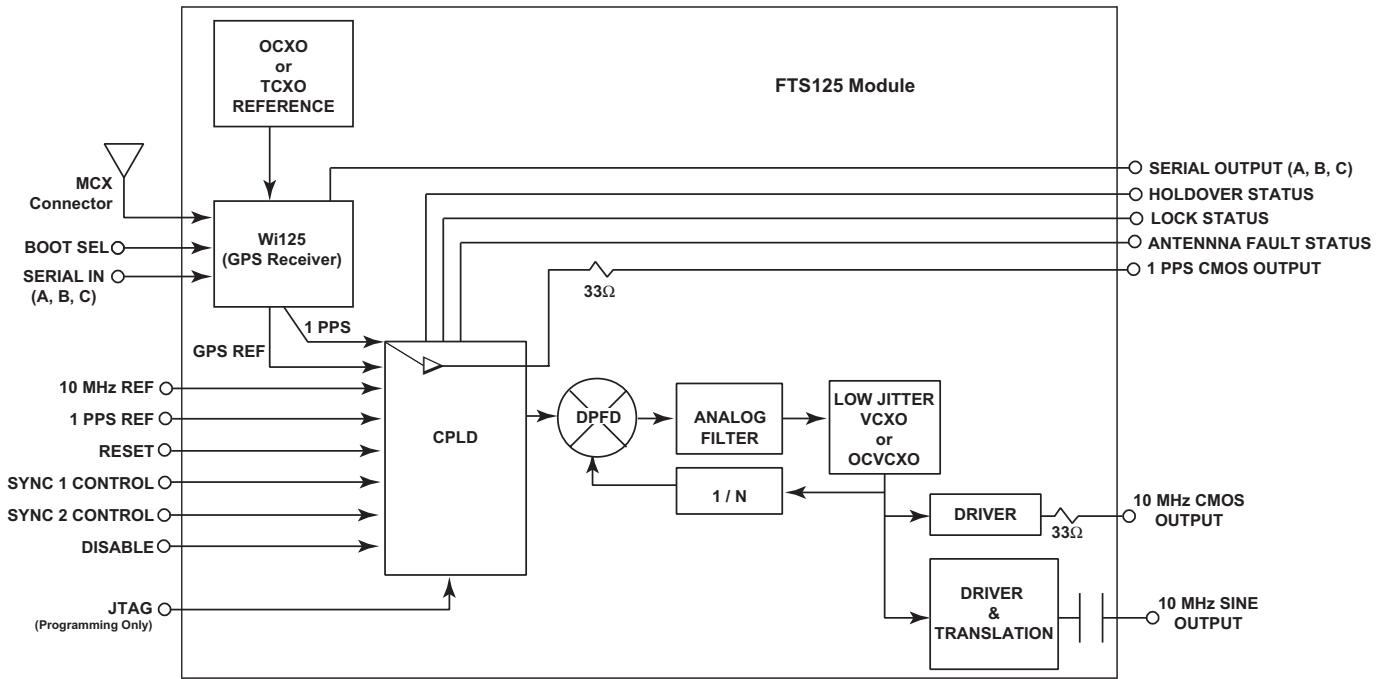 OCXO
or
TCXO
REFERENCE
FTS125 Module
MCX
Connector
BOOT SEL
SERIAL IN
(A, B, C)
Wi125
(GPS Receiver)
SERIAL OUTPUT (A, B, C)
HOLDOVER STATUS
LOCK STATUS
ANTENNNA FAULT STATUS
1 PPS CMOS OUTPUT
33Ω
1 PPS
GPS REF
10 MHz REF
1 PPS REF
RESET
SYNC 1 CONTROL
SYNC 2 CONTROL
DISABLE
JTAG
(Programming Only)
CPLD
DPFD
ANALOG
FILTER
LOW JITTER
VCXO
or
OCVCXO
1 / N
DRIVER
33Ω
10 MHz CMOS
OUTPUT
DRIVER
&
TRANSLATION
10 MHz SINE
OUTPUT